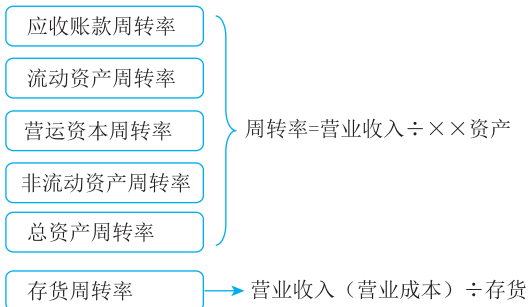 应收账款周转率
流动资产周转率
营运资本周转率
周转率=营业收入÷××资产
非流动资产周转率
总资产周转率
存货周转率
营业收入（营业成本）÷存货